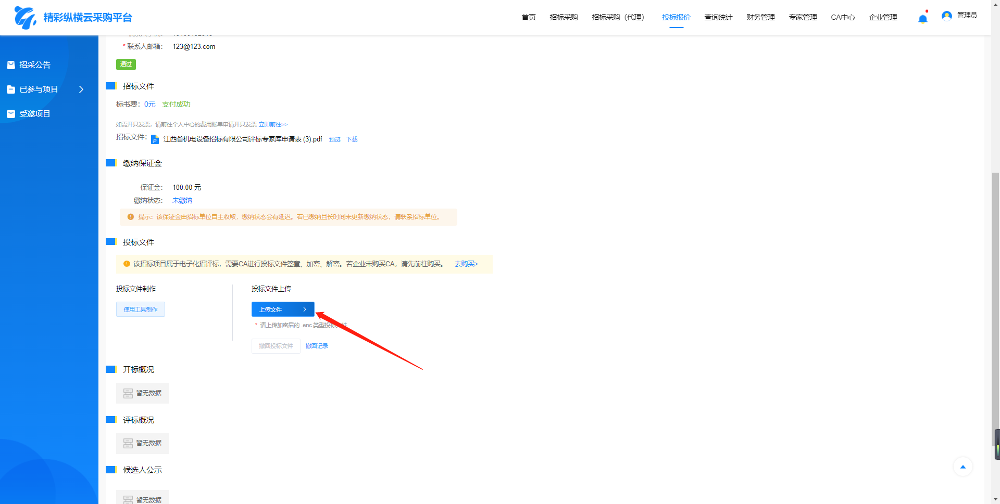 精彩纵横云采购平台
首页
招标采购
招标采购（代理）
投标报价
查询统计
财务管理
专家管理
CA中心
企业管理
管理员
招采公告
已参与项目
受邀项目
* 联系人邮箱： 123@123.com
通过
招标文件
标书费：0元 支付成功
如需开具发票，请前往个人中心的费用账单申请开具发票 立即前往>>
招标文件： 江西省机电设备招标有限公司评标专家库申请表 (3).pdf 预览 下载
缴纳保证金
保证金： 100.00 元
缴纳状态： 未缴纳
提示：该保证金由招标单位自主收取，缴纳状态会有延迟。若已缴纳且长时间未更新缴纳状态，请联系招标单位。
投标文件
该招标项目属于电子化招评标，需要CA进行投标文件签章、加密、解密。若企业未购买CA，请先前往购买。 去购买>
投标文件制作
投标文件上传
使用工具制作
上传文件
* 请上传加密后的 .enc 类型投标文件
撤回投标文件 撤回记录
开标概况
暂无数据
评标概况
暂无数据
候选人公示
暂无数据